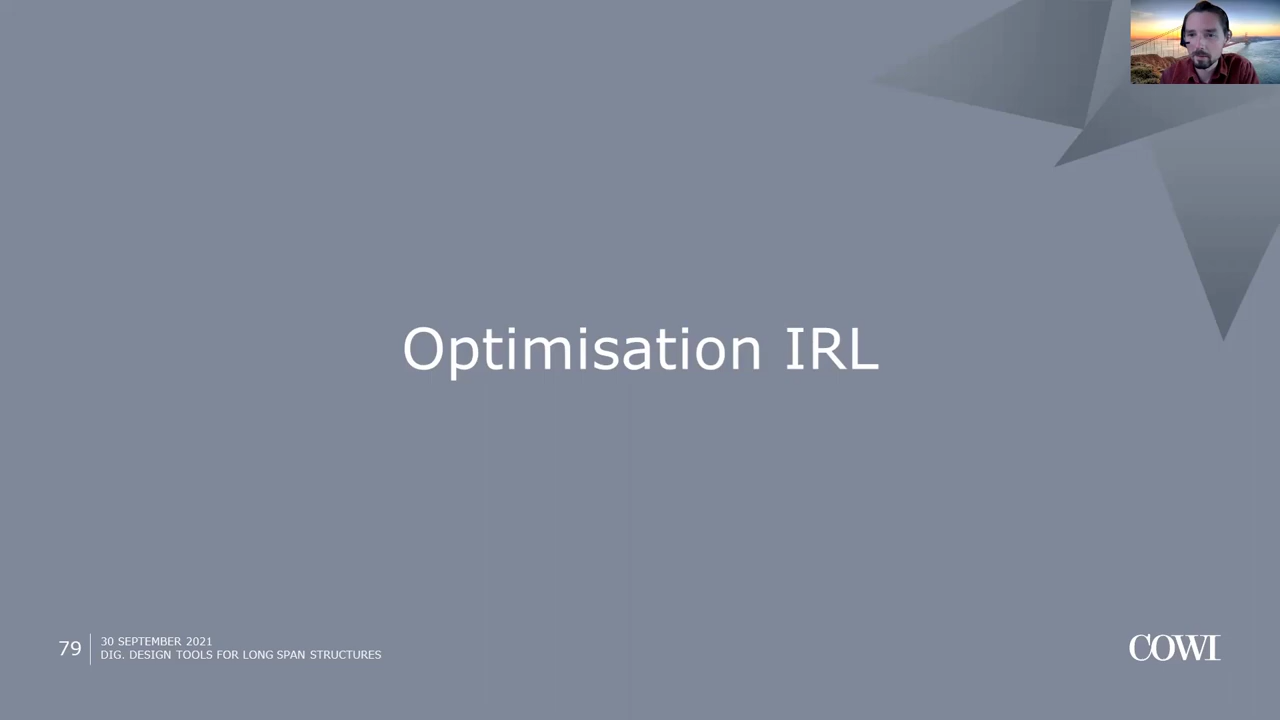 Optimisation IRL
79
30 SEPTEMBER 2021
DIG. DESIGN TOOLS FOR LONG SPAN STRUCTURES
COWI